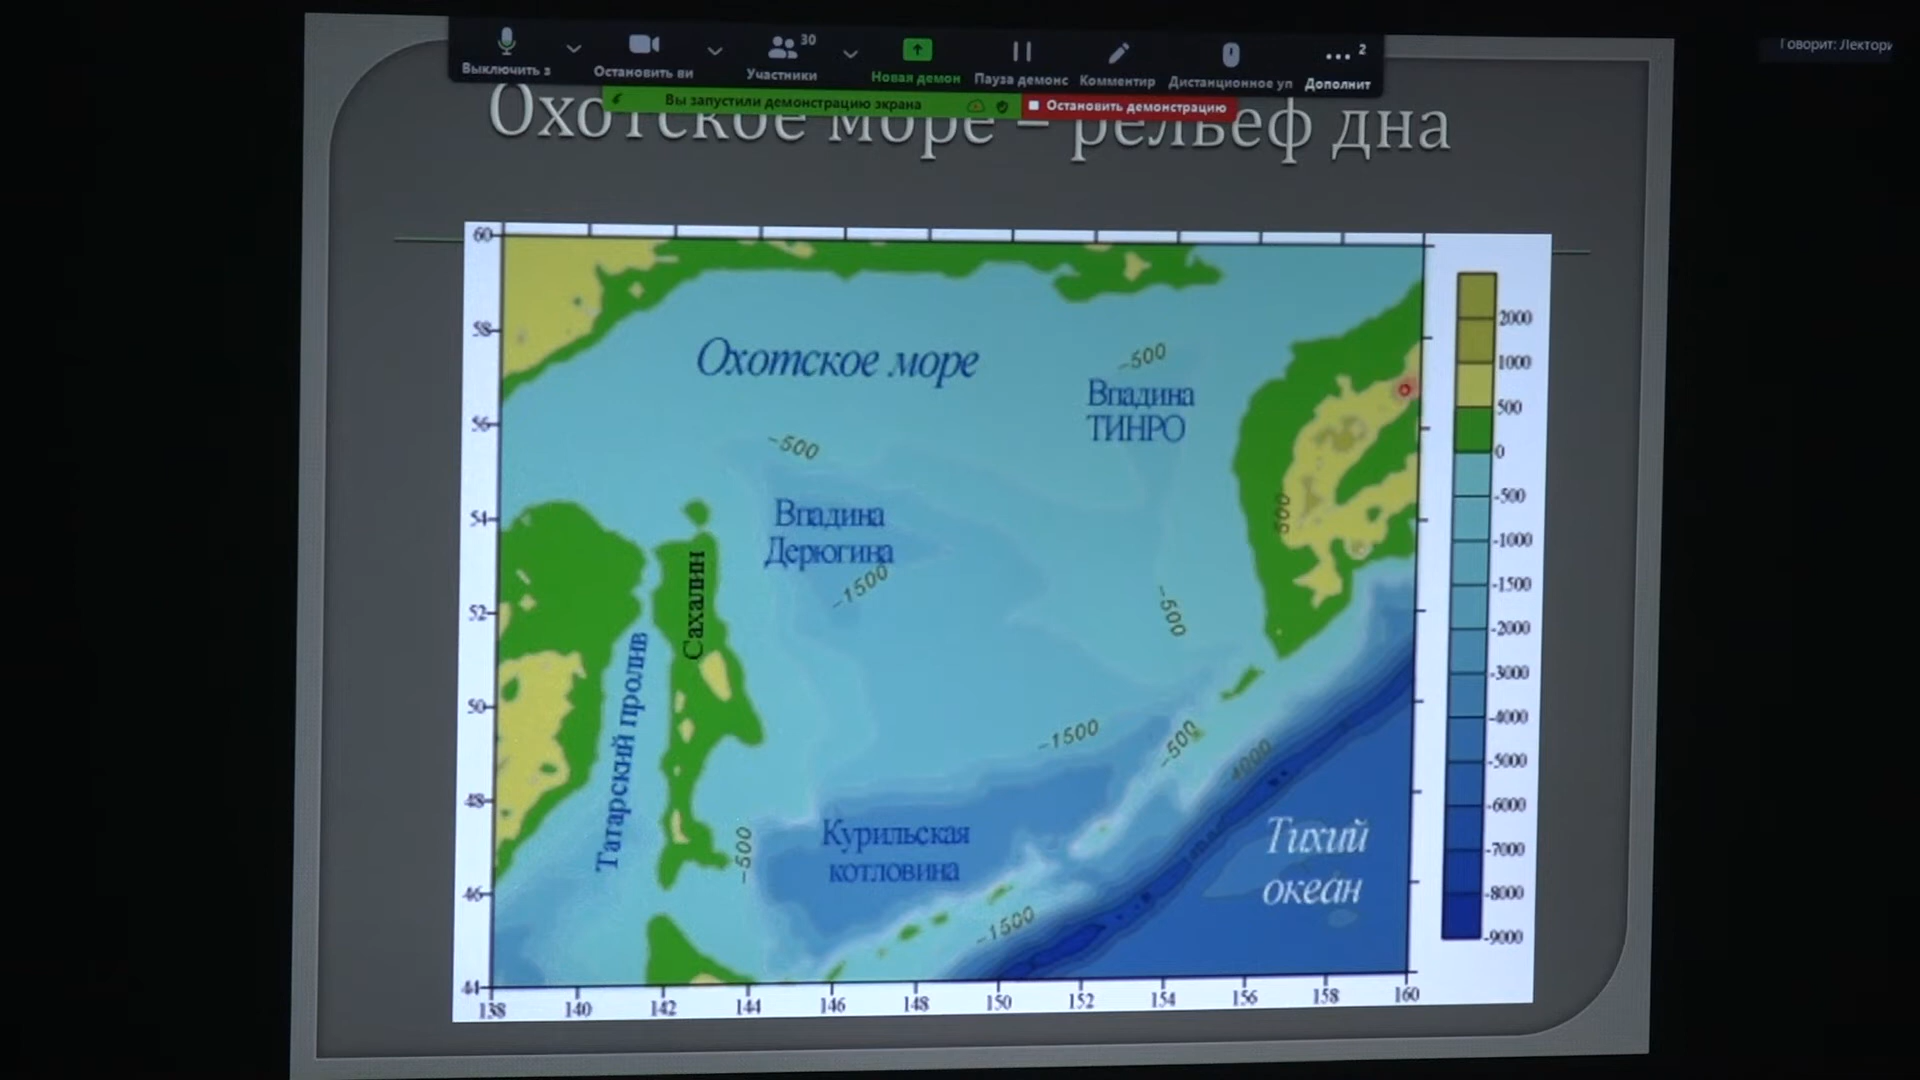 Говорит: Лектори
30
2
Выключить з
Остановить ви
Участники
Новая демон
Пауза демонс
Комментир
Дистанционное уп
Дополнит
Вы запустили демонстрацию экрана
Остановить демонстрацию
Охотское море – рельеф дна
60
58
56
54
52
50
48
46
44
138
140
142
144
146
148
150
152
154
156
158
160
Охотское море
-500
Впадина
ТИНРО
-500
Впадина
Дерюгина
-1500
500
-500
Сахалин
Татарский пролив
-1500
-500
-4000
Курильская
котловина
-500
-1500
Тихий
океан
2000
1000
500
0
-500
-1000
-1500
-2000
-3000
-4000
-5000
-6000
-7000
-8000
-9000